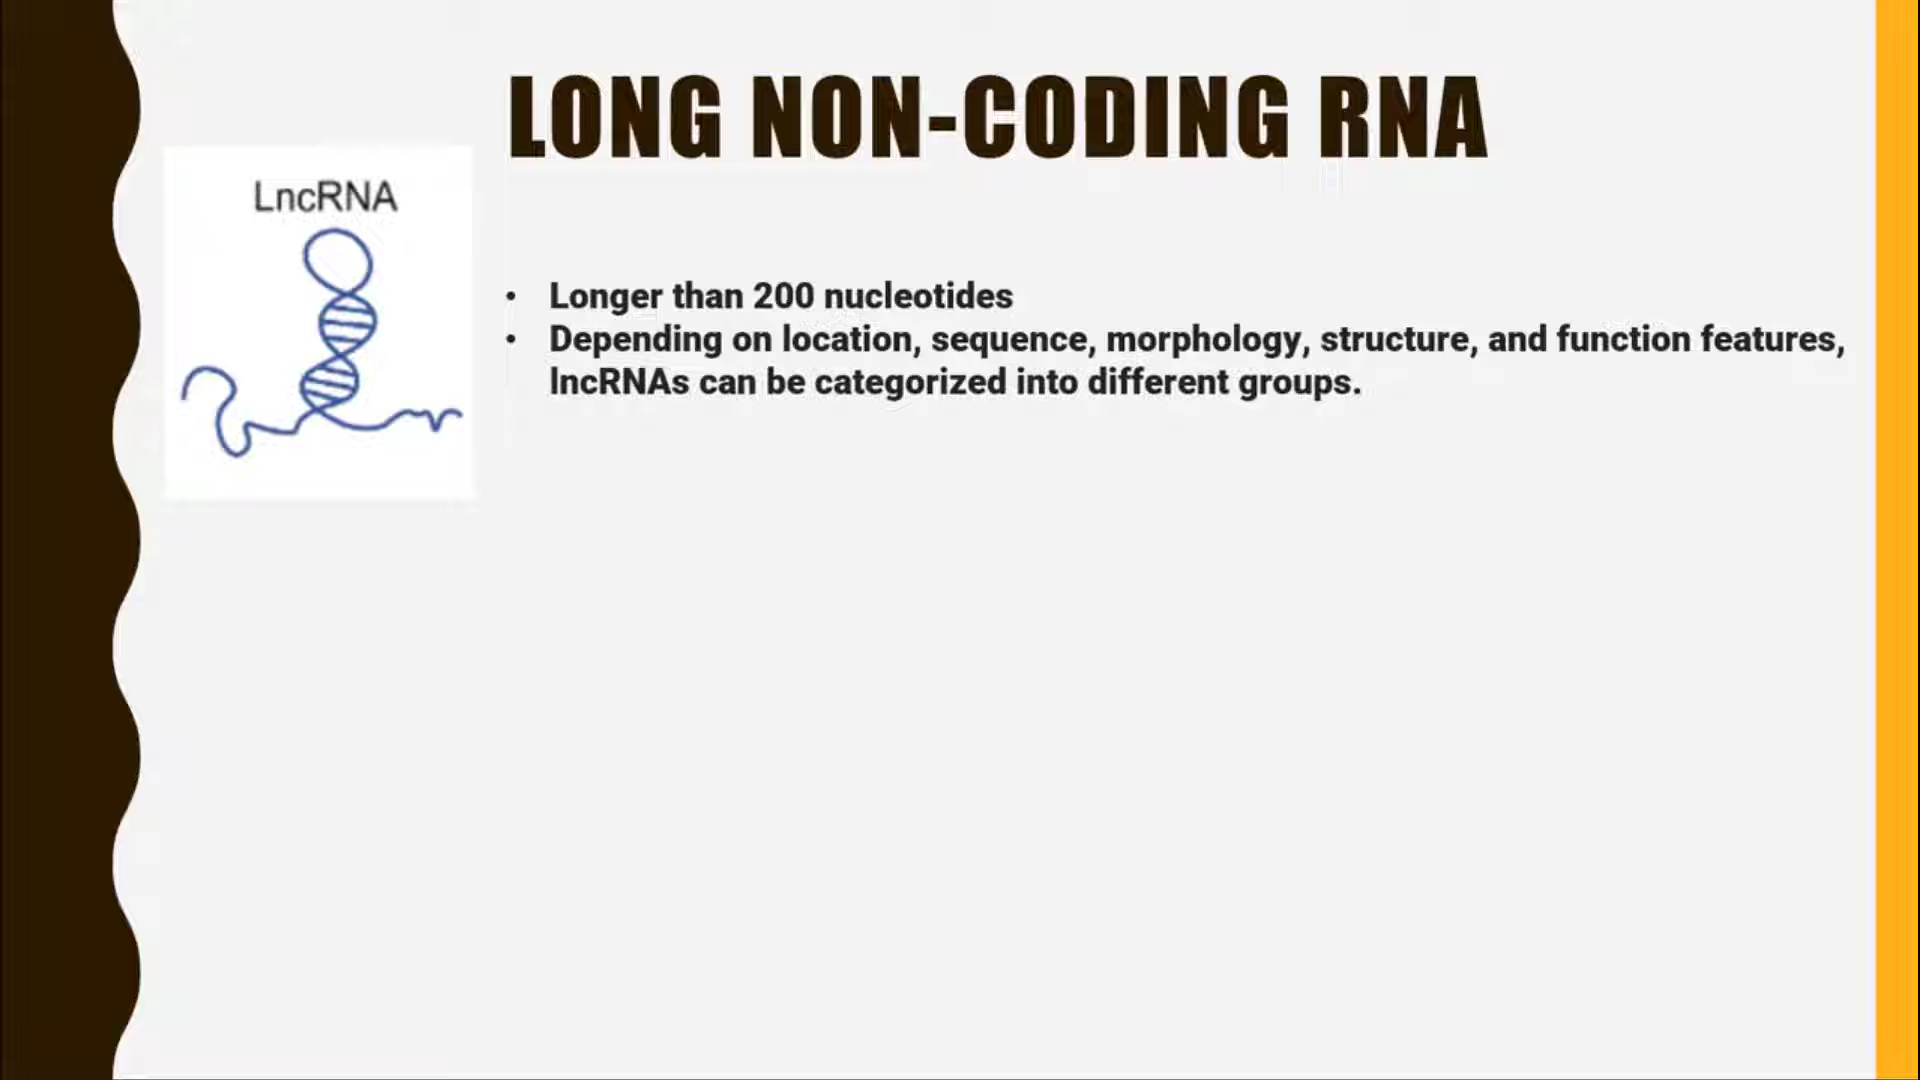 LONG NON-CODING RNA
LncRNA
• Longer than 200 nucleotides
• Depending on location, sequence, morphology, structure, and function features,
lncRNAs can be categorized into different groups.